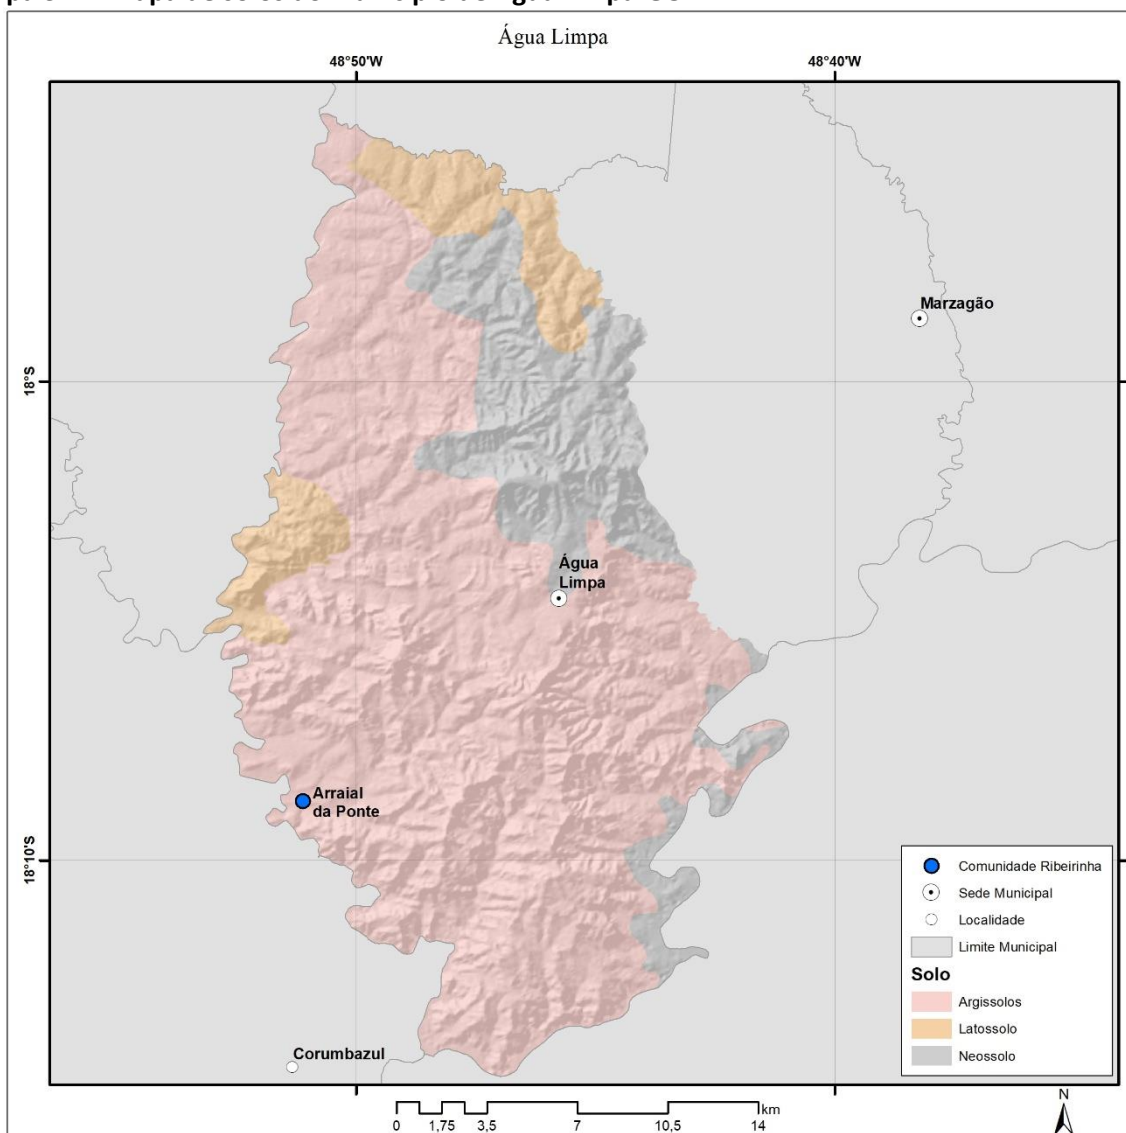 Água Limpa
48°50'W
48°40'W
Marzagão
18°S
Água
Limpa
Arraial
da Ponte
18°10'S
Comunidade Ribeirinha
Sede Municipal
Localidade
Limite Municipal
Solo
Argissolos
Latossolo
Neossolo
Corumbazul
km
0 1,75 3,5 7 10,5 14
N